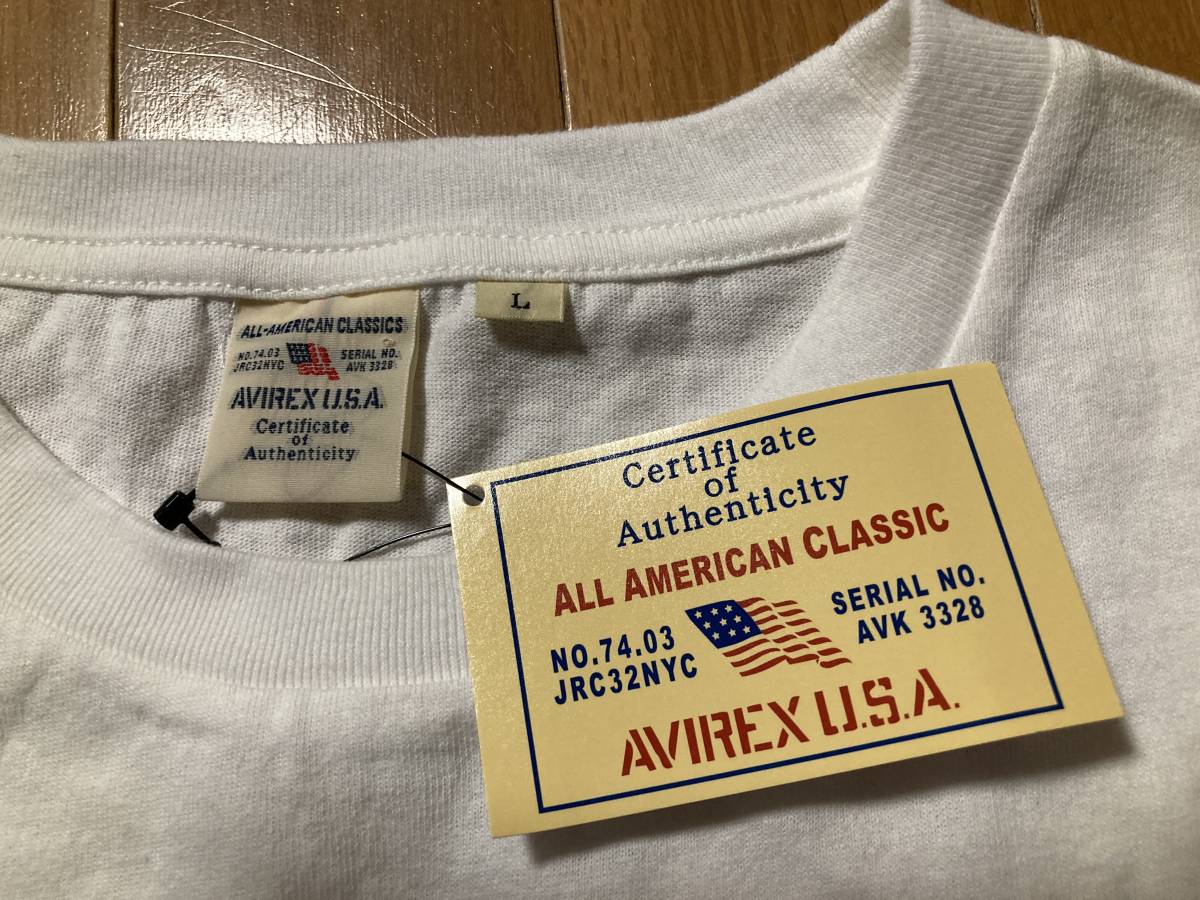 ALL-AMERICAN CLASSICS
NO.74.03
JRC32NYC
SERIAL NO.
AVK 3328
AVIREX U.S.A.
Certificate
of
Authenticity
L
Certificate
of
Authenticity
ALL AMERICAN CLASSIC
NO.74.03
JRC32NYC
SERIAL NO.
AVK 3328
AVIREX U.S.A.